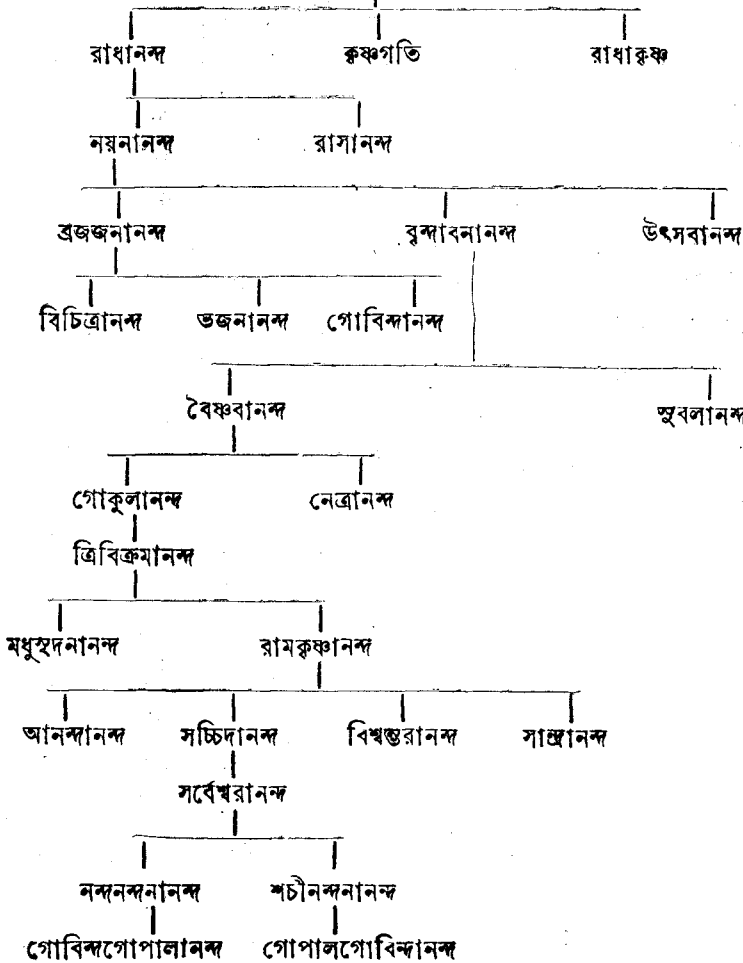 রাধানন্দ কৃষ্ণগতি রাধাকৃষ্ণ
নয়নানন্দ রাসানন্দ
ব্রজজনানন্দ বৃন্দাবনানন্দ উৎসবানন্দ
বিচিত্রানন্দ ভজনানন্দ গোবিন্দানন্দ
বৈষ্ণবানন্দ সুবলানন্দ
গোকুলানন্দ নেত্রানন্দ
ত্রিবিক্রমানন্দ
মধুসূদনানন্দ রামকৃষ্ণানন্দ
আনন্দানন্দ সচ্চিদানন্দ বিশ্বম্ভরানন্দ সান্দ্রানন্দ
সর্বেশ্বরানন্দ
নন্দনন্দনানন্দ শচীনন্দনানন্দ
গোবিন্দগোপালানন্দ গোপালগোবিন্দানন্দ